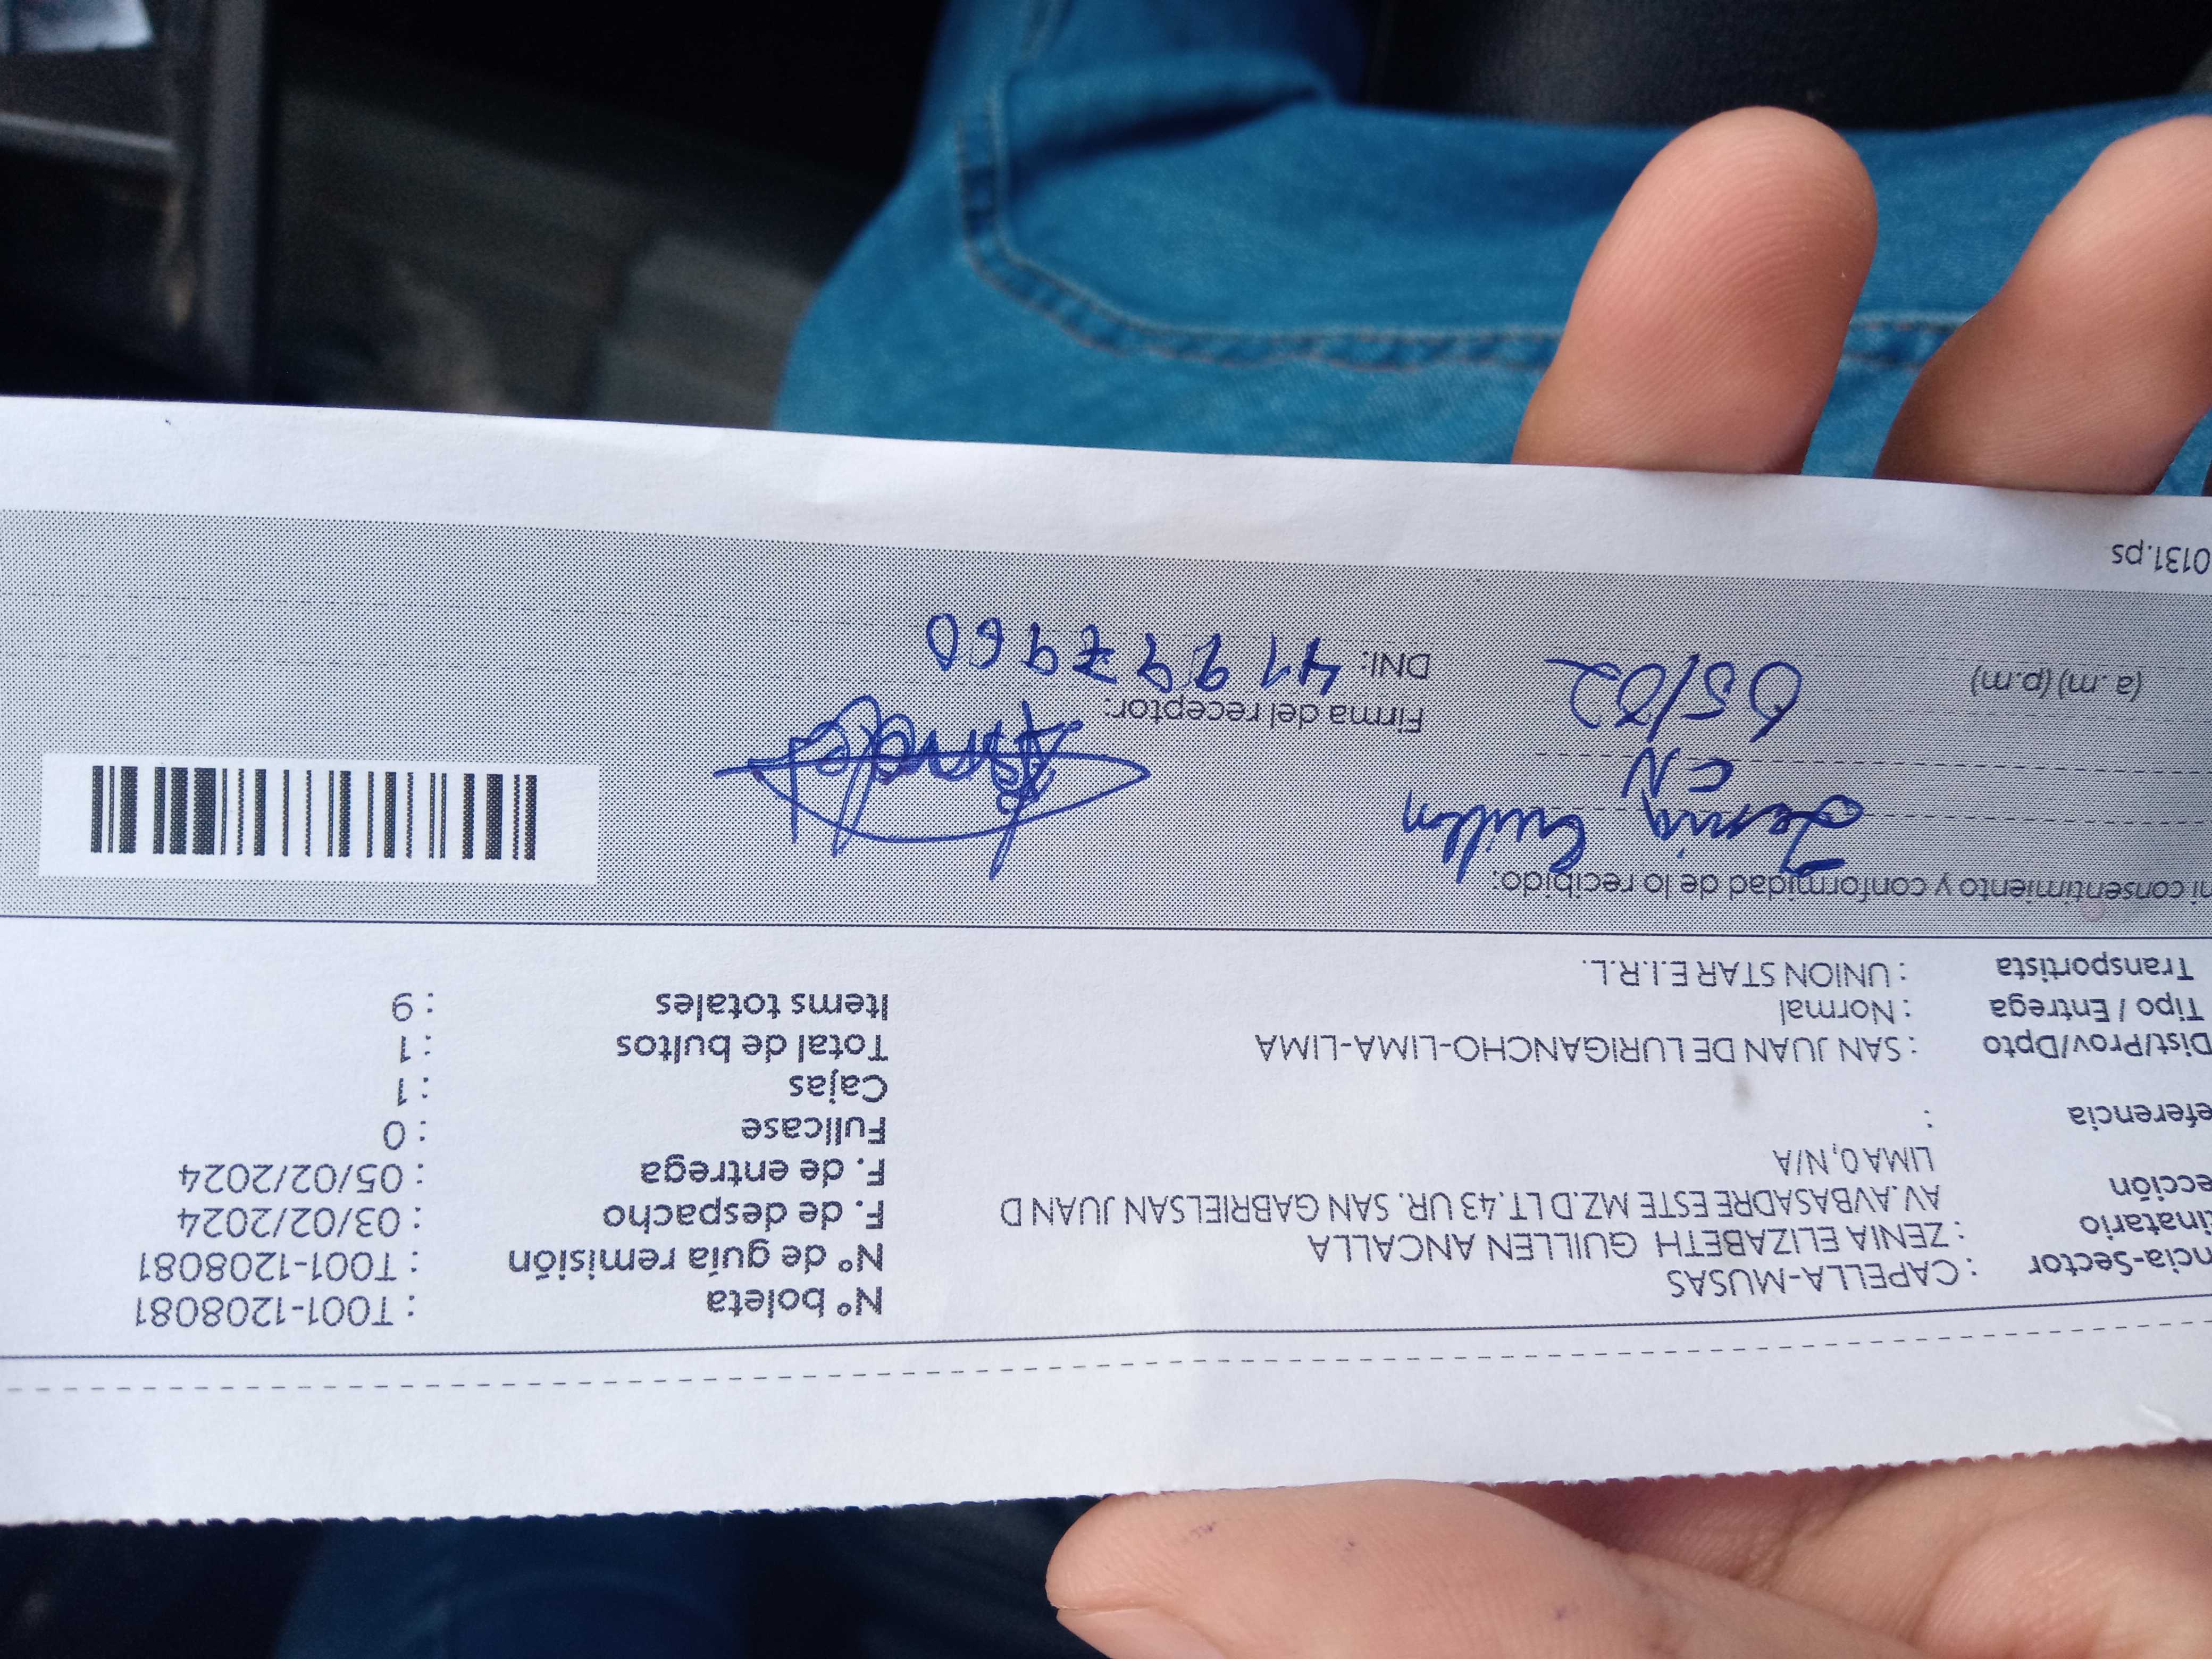 Nº boleta : T001-1208081
ncia-Sector : CAPELLA-MUSAS
Nº de guía remisión : T001-1208081
inatario : ZENIA ELIZABETH GUILLEN ANCALLA
F. de despacho : 03/02/2024
ección AV.AVBASADRE ESTE MZ.D LT.43 UR. SAN GABRIELSAN JUAN D
LIMA 0, N/A
F. de entrega : 05/02/2024
eferencia :
Fullcase : 0
Cajas : 1
Dist/Prov/Dpto : SAN JUAN DE LURIGANCHO-LIMA-LIMA
Total de bultos : 1
Tipo / Entrega : Normal
Items totales : 9
Transportista : UNION STAR E.I.R.L.
i consentimiento y conformidad de lo recibido:
Zenia Guillen
CN
Firma del receptor:
(a .m) (p.m) 05/02
DNI:
0131.ps